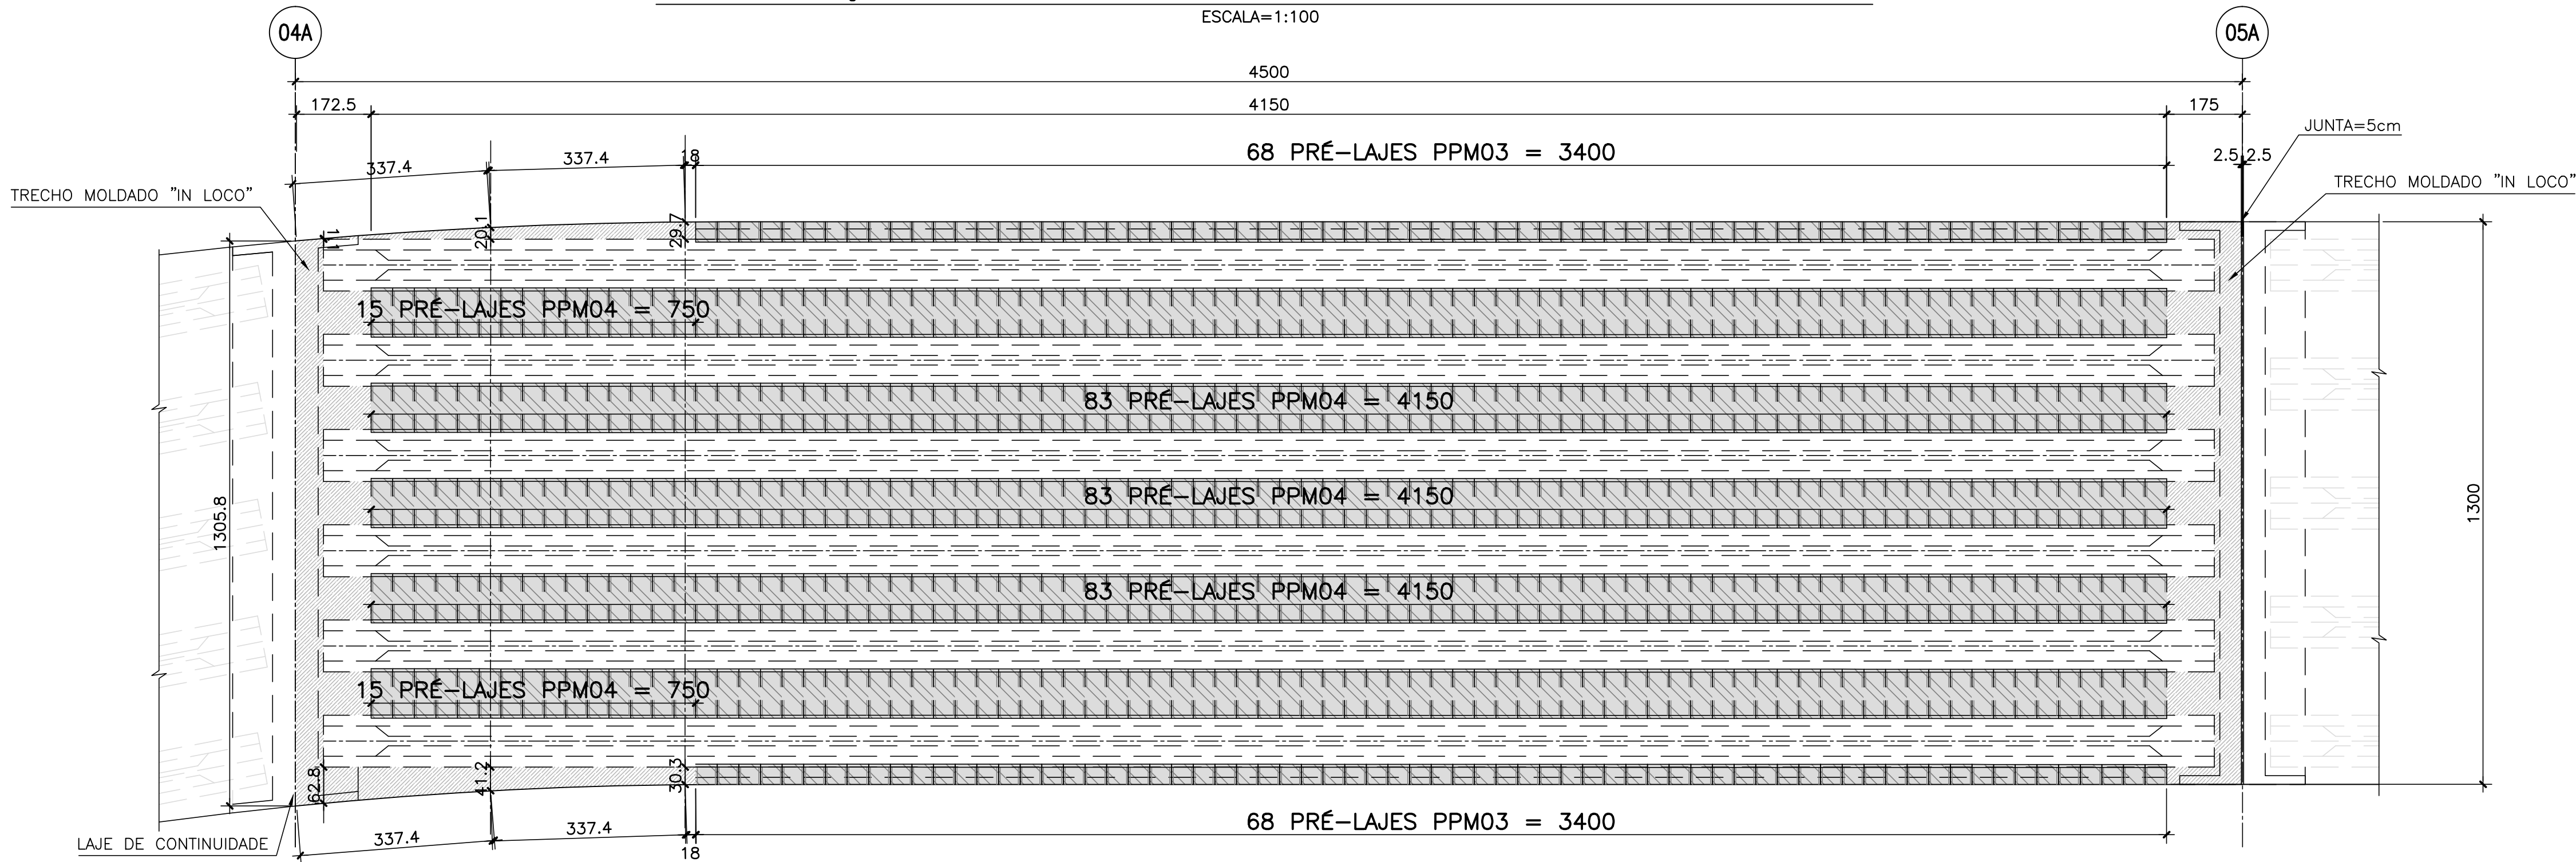 ESCALA=1:100
04A
05A
4500
172.5
4150
175
JUNTA=5cm
337.4
337.4
18
68 PRÉ-LAJES PPM03 = 3400
2.5
2.5
TRECHO MOLDADO "IN LOCO"
TRECHO MOLDADO "IN LOCO"
20.1
29.7
15 PRÉ-LAJES PPM04 = 750
83 PRÉ-LAJES PPM04 = 4150
83 PRÉ-LAJES PPM04 = 4150
1305.8
1300
83 PRÉ-LAJES PPM04 = 4150
15 PRÉ-LAJES PPM04 = 750
62.8
41.2
30.3
68 PRÉ-LAJES PPM03 = 3400
337.4
337.4
18
LAJE DE CONTINUIDADE